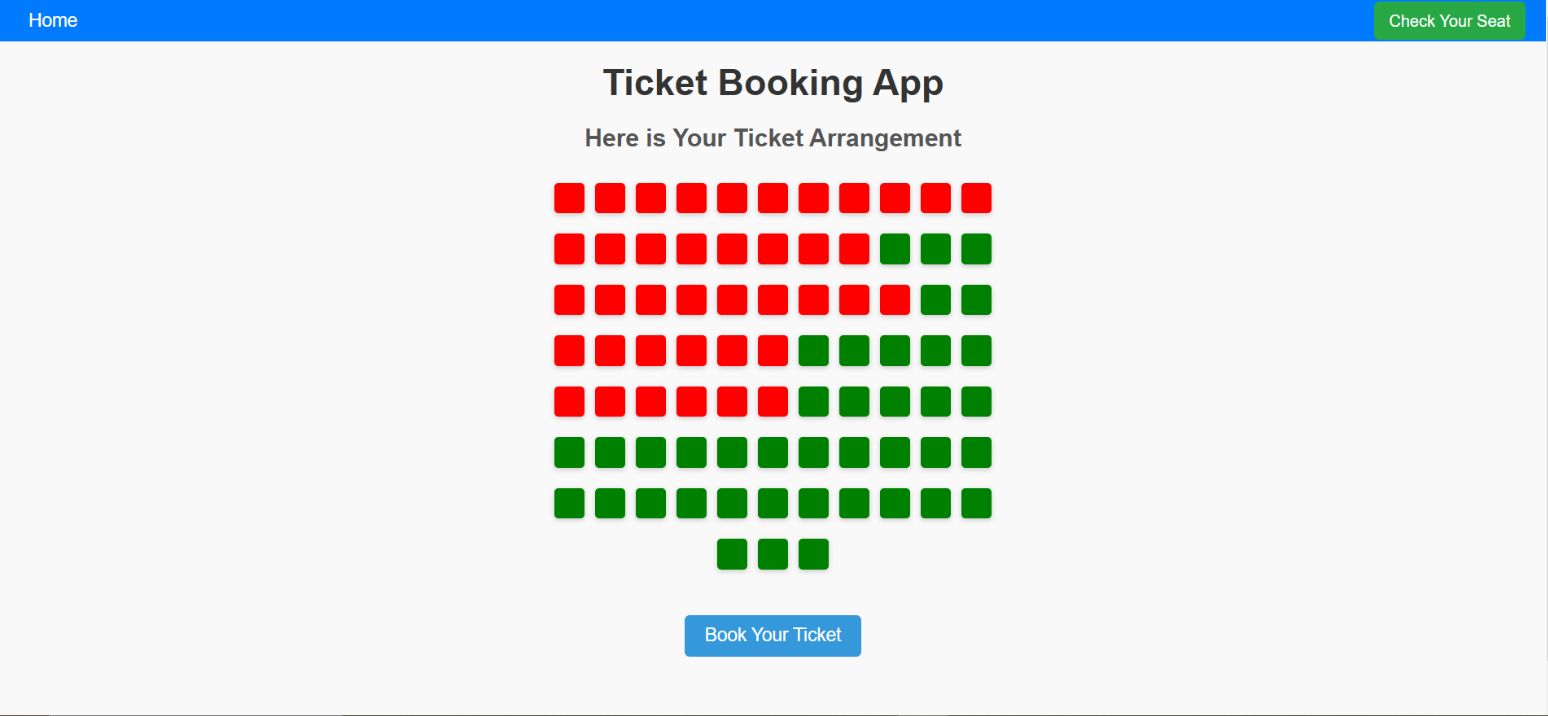 Home
Check Your Seat
Ticket Booking App
Here is Your Ticket Arrangement
Book Your Ticket